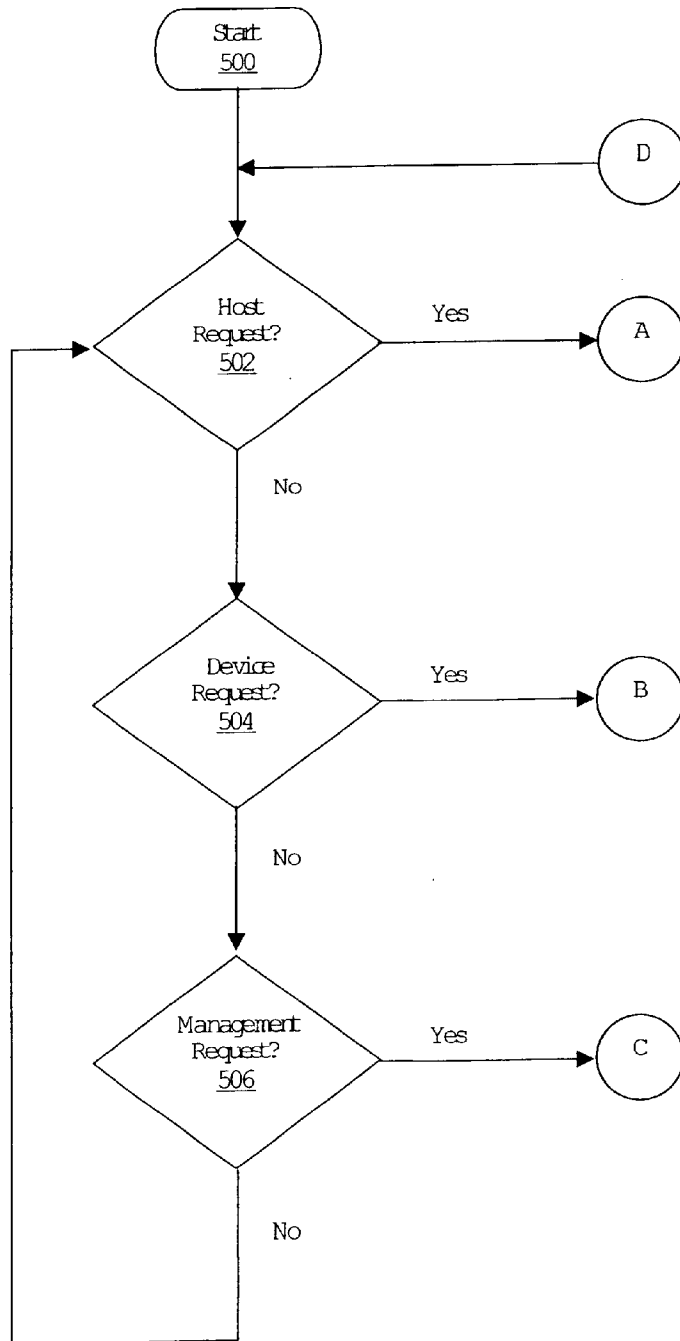 Start
500
D
Host
Request?
502
Yes
A
No
Device
Request?
504
Yes
B
No
Management
Request?
506
Yes
C
No